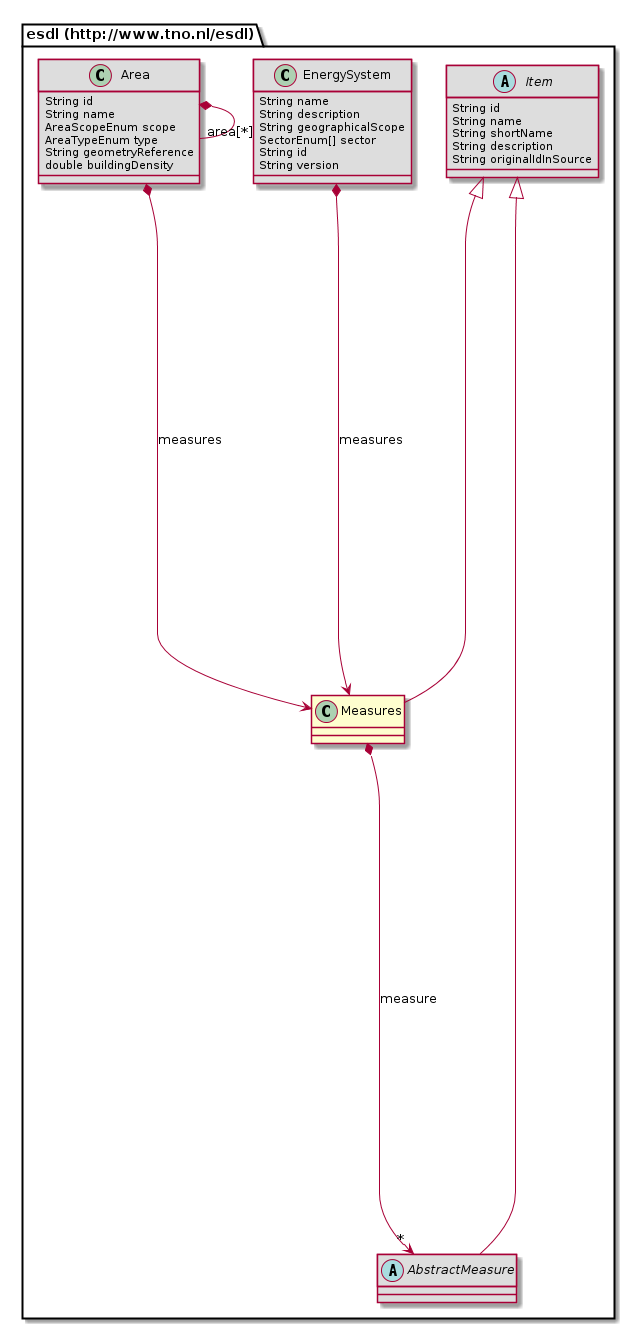 esdl (http://www.tno.nl/esdl)
C Area
String id
String name
AreaScopeEnum scope
AreaTypeEnum type
String geometryReference
double buildingDensity
area[*]
C EnergySystem
String name
String description
String geographicalScope
SectorEnum[] sector
String id
String version
A Item
String id
String name
String shortName
String description
String originalIdInSource
measures
measures
C Measures
measure
*
A AbstractMeasure